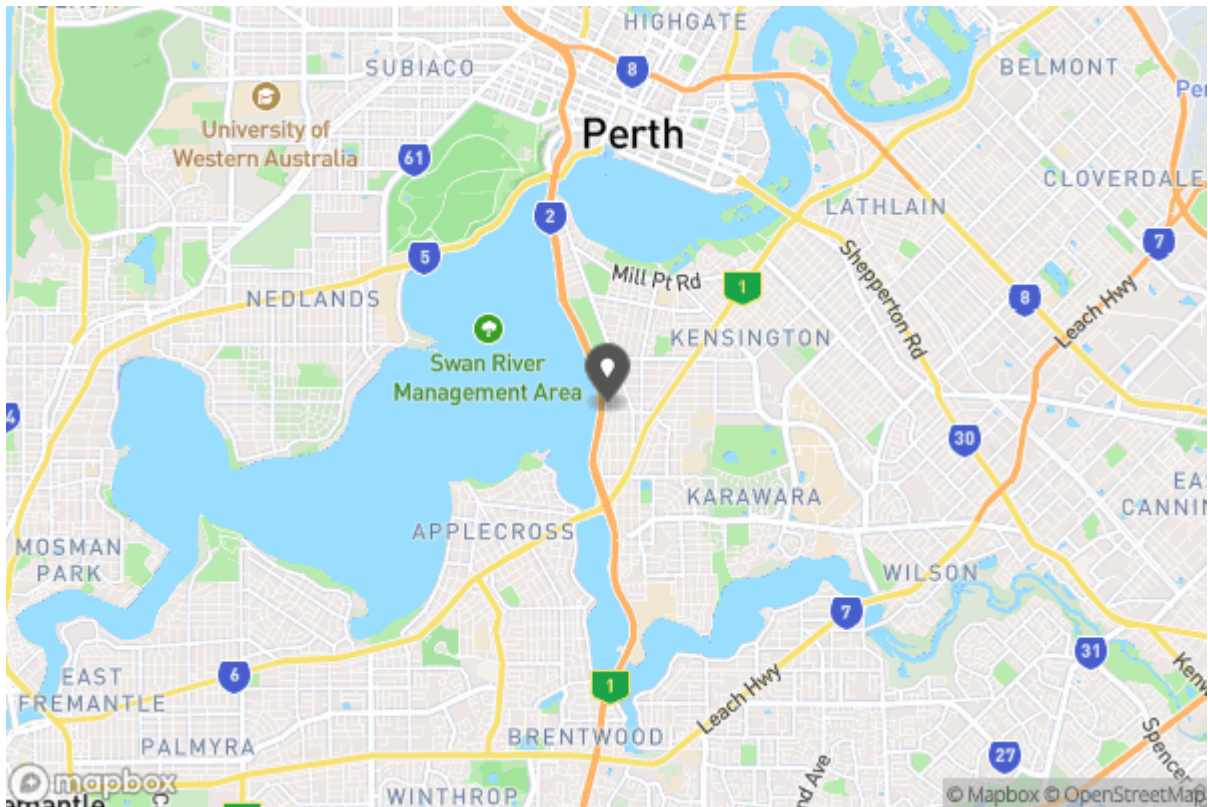 HIGHGATE
SUBIACO
8
BELMONT
University of
Western Australia
Perth
61
CLOVERDALE
LATHLAIN
2
7
5
Mill Pt Rd
1
Shepperton Rd
8
Leach Hwy
NEDLANDS
KENSINGTON
Swan River
Management Area
30
KARAWARA
APPLECROSS
MOSMAN
PARK
WILSON
7
31
EAST
FREMANTLE
6
1
Leach Hwy
BRENTWOOD
PALMYRA
27
mapbox
WINTHROP
© Mapbox © OpenStreetMap